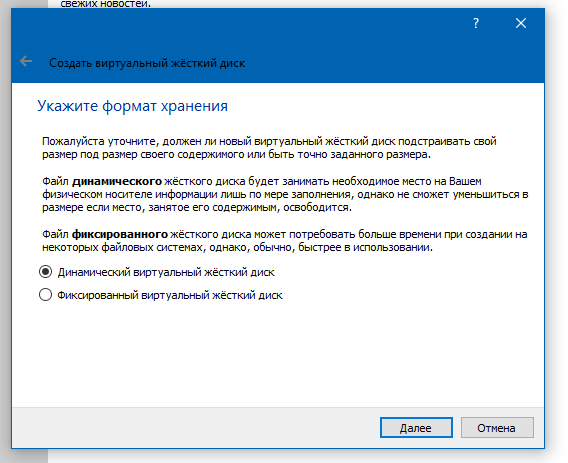 свежих новостей.
?
Создать виртуальный жёсткий диск
Укажите формат хранения
Пожалуйста уточните, должен ли новый виртуальный жёсткий диск подстраивать свой
размер под размер своего содержимого или быть точно заданного размера.
Файл динамического жёсткого диска будет занимать необходимое место на Вашем
физическом носителе информации лишь по мере заполнения, однако не сможет уменьшиться в
размере если место, занятое его содержимым, освободится.
Файл фиксированного жёсткого диска может потребовать больше времени при создании на
некоторых файловых системах, однако, обычно, быстрее в использовании.
Динамический виртуальный жёсткий диск
Фиксированный виртуальный жёсткий диск
Далее
Отмена